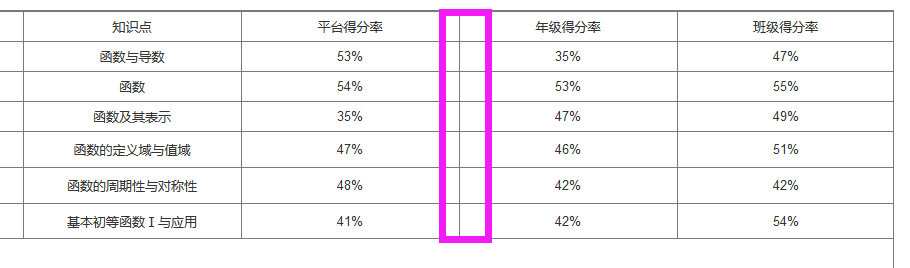 知识点 平台得分率 年级得分率 班级得分率
函数与导数 53% 35% 47%
函数 54% 53% 55%
函数及其表示 35% 47% 49%
函数的定义域与值域 47% 46% 51%
函数的周期性与对称性 48% 42% 42%
基本初等函数Ⅰ与应用 41% 42% 54%